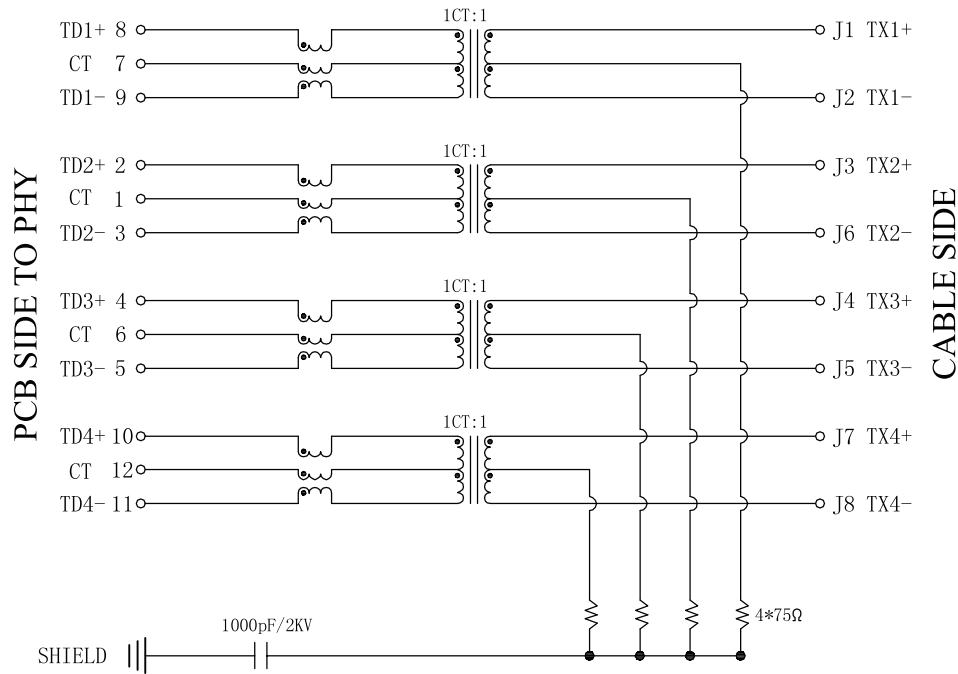 1CT:1
TD1+ 8
J1 TX1+
CT 7
TD1- 9
J2 TX1-
1CT:1
TD2+ 2
J3 TX2+
CT 1
TD2- 3
J6 TX2-
PCB SIDE TO PHY
CABLE SIDE
1CT:1
TD3+ 4
J4 TX3+
CT 6
TD3- 5
J5 TX3-
1CT:1
TD4+ 10
J7 TX4+
CT 12
TD4- 11
J8 TX4-
4*75Ω
1000pF/2KV
SHIELD